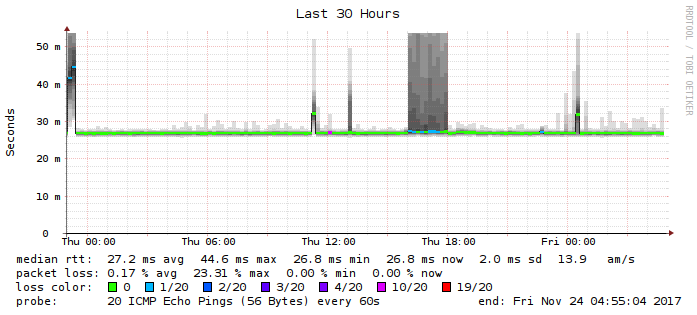 Last 30 Hours
RRDTOOL / TOBI OETIKER
Seconds
50 m
40 m
30 m
20 m
10 m
0
Thu 00:00 Thu 06:00 Thu 12:00 Thu 18:00 Fri 00:00
median rtt: 27.2 ms avg 44.6 ms max 26.8 ms min 26.8 ms now 2.0 ms sd 13.9 am/s
packet loss: 0.17 % avg 23.31 % max 0.00 % min 0.00 % now
loss color: 0 1/20 2/20 3/20 4/20 10/20 19/20
probe: 20 ICMP Echo Pings (56 Bytes) every 60s end: Fri Nov 24 04:55:04 2017